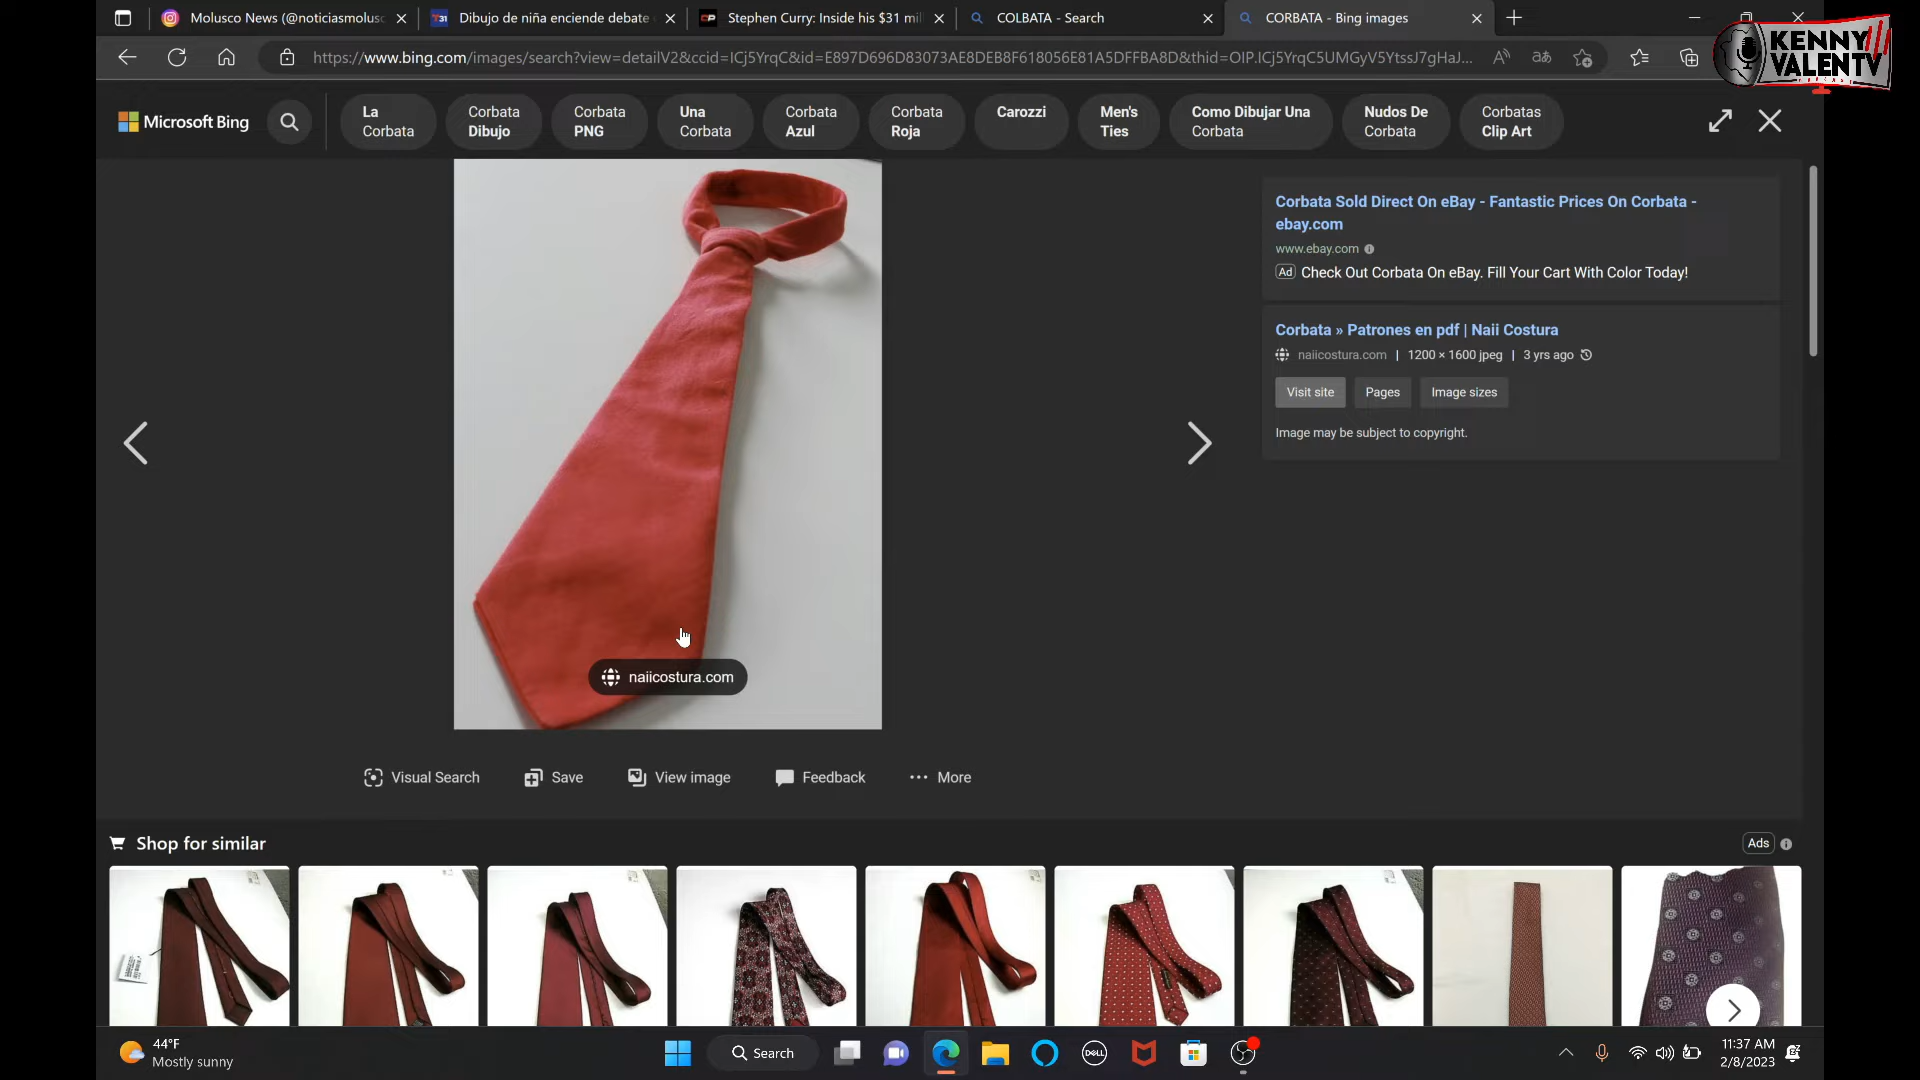 Molusco News (@noticiasmolusc
Dibujo de niña enciende debate
Stephen Curry: Inside his $31 mil
COLBATA - Search
CORBATA - Bing images
https://www.bing.com/images/search?view=detailV2&ccid=ICj5YrqC&id=E897D696D83073AE8DEB8F618056E81A5DFFBA8D&thid=OIP.ICj5YrqC5UMGyV5YtssJ7gHaJ...
KENNY
VALENTV
Microsoft Bing
La
Corbata
Corbata
Dibujo
Corbata
PNG
Una
Corbata
Corbata
Azul
Corbata
Roja
Carozzi
Men's
Ties
Como Dibujar Una
Corbata
Nudos De
Corbata
Corbatas
Clip Art
Corbata Sold Direct On eBay - Fantastic Prices On Corbata -
ebay.com
www.ebay.com
Ad Check Out Corbata On eBay. Fill Your Cart With Color Today!
Corbata » Patrones en pdf | Naii Costura
naiicostura.com | 1200 × 1600 jpeg | 3 yrs ago
Visit site
Pages
Image sizes
Image may be subject to copyright.
naiicostura.com
Visual Search
Save
View image
Feedback
More
Shop for similar
Ads
44°F
Mostly sunny
Search
DELL
11:37 AM
2/8/2023